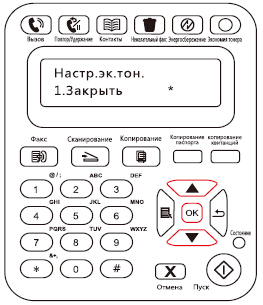 Вызов Повтор/Удержание Контакты Нежелательный факс Энергосбережение Экономия тонера
Настр.эк.тон.
1.Закрыть *
Факс Сканирование Копирование Копирование паспорта копирование квитанций
@/: ABC DEF
1 2 3
GHI JKL MNO
4 5 6
OK
PQRS TUV WXYZ
7 8 9
Состояние
&+,
* 0 #
X
Отмена Пуск